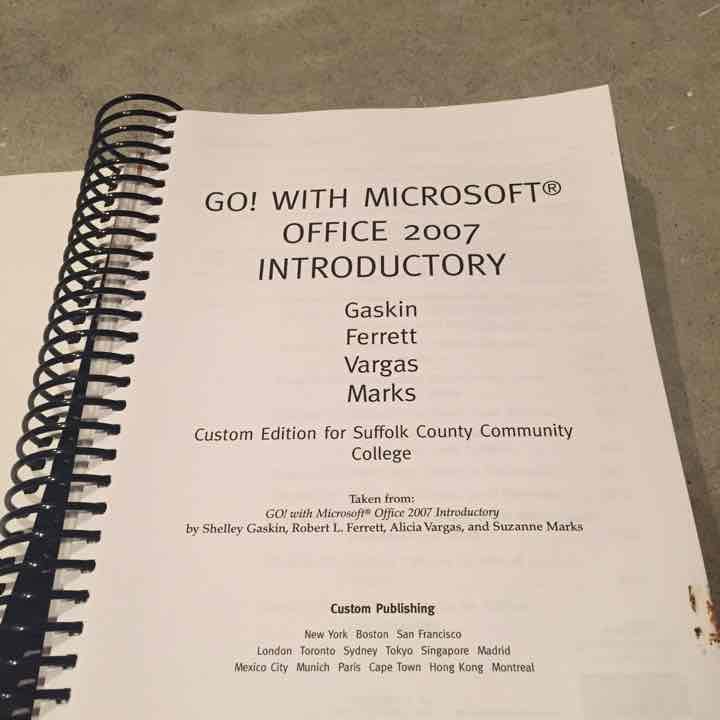 GO! WITH MICROSOFT®
OFFICE 2007
INTRODUCTORY
Gaskin
Ferrett
Vargas
Marks
Custom Edition for Suffolk County Community
College
Taken from:
GO! with Microsoft® Office 2007 Introductory
by Shelley Gaskin, Robert L. Ferrett, Alicia Vargas, and Suzanne Marks
Custom Publishing
New York Boston San Francisco
London Toronto Sydney Tokyo Singapore Madrid
Mexico City Munich Paris Cape Town Hong Kong Montreal